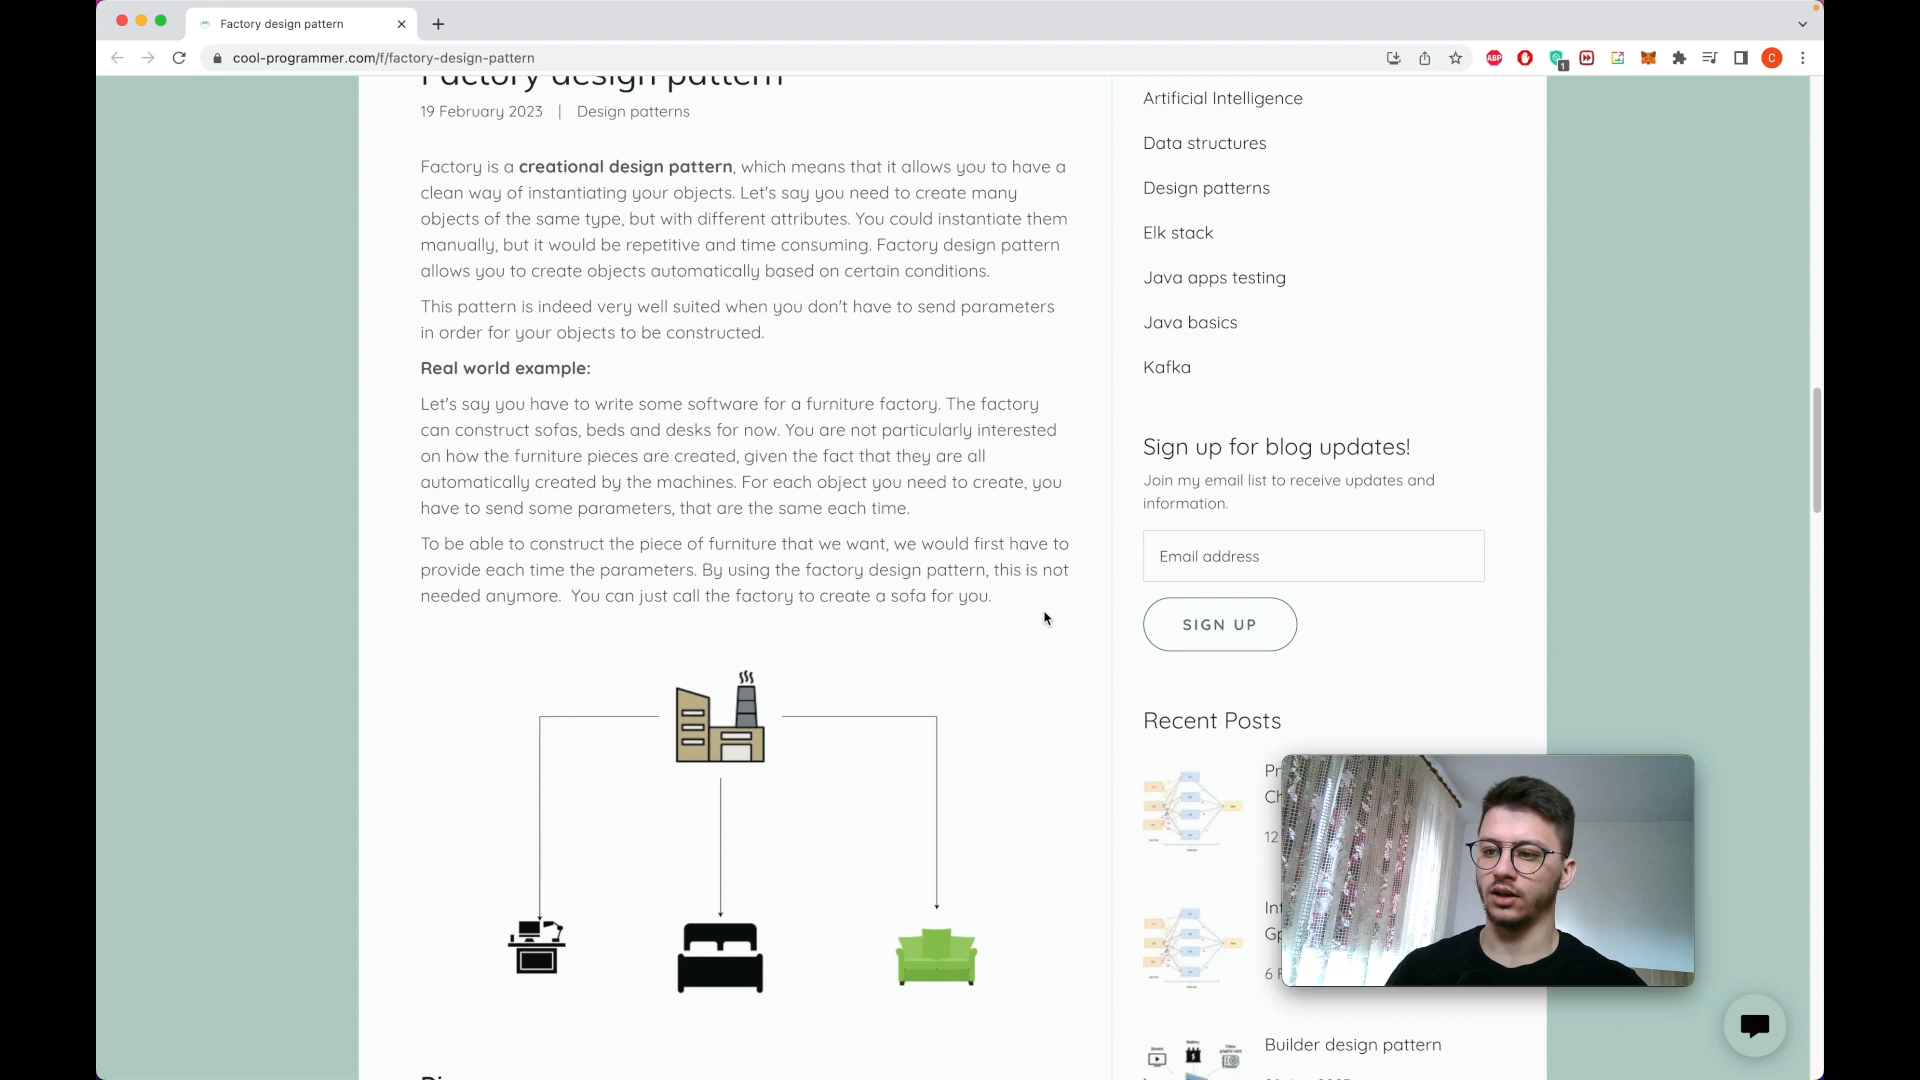 Factory design pattern
cool-programmer.com/f/factory-design-pattern
ABP
1
C
Factory design pattern
19 February 2023 | Design patterns
Factory is a creational design pattern, which means that it allows you to have a
clean way of instantiating your objects. Let's say you need to create many
objects of the same type, but with different attributes. You could instantiate them
manually, but it would be repetitive and time consuming. Factory design pattern
allows you to create objects automatically based on certain conditions.
This pattern is indeed very well suited when you don't have to send parameters
in order for your objects to be constructed.
Real world example:
Let's say you have to write some software for a furniture factory. The factory
can construct sofas, beds and desks for now. You are not particularly interested
on how the furniture pieces are created, given the fact that they are all
automatically created by the machines. For each object you need to create, you
have to send some parameters, that are the same each time.
To be able to construct the piece of furniture that we want, we would first have to
provide each time the parameters. By using the factory design pattern, this is not
needed anymore.  You can just call the factory to create a sofa for you.
Artificial Intelligence
Data structures
Design patterns
Elk stack
Java apps testing
Java basics
Kafka
Sign up for blog updates!
Join my email list to receive updates and
information.
Email address
SIGN UP
Recent Posts
Pr
Ch
12
Int
Gp
6 F
Builder design pattern